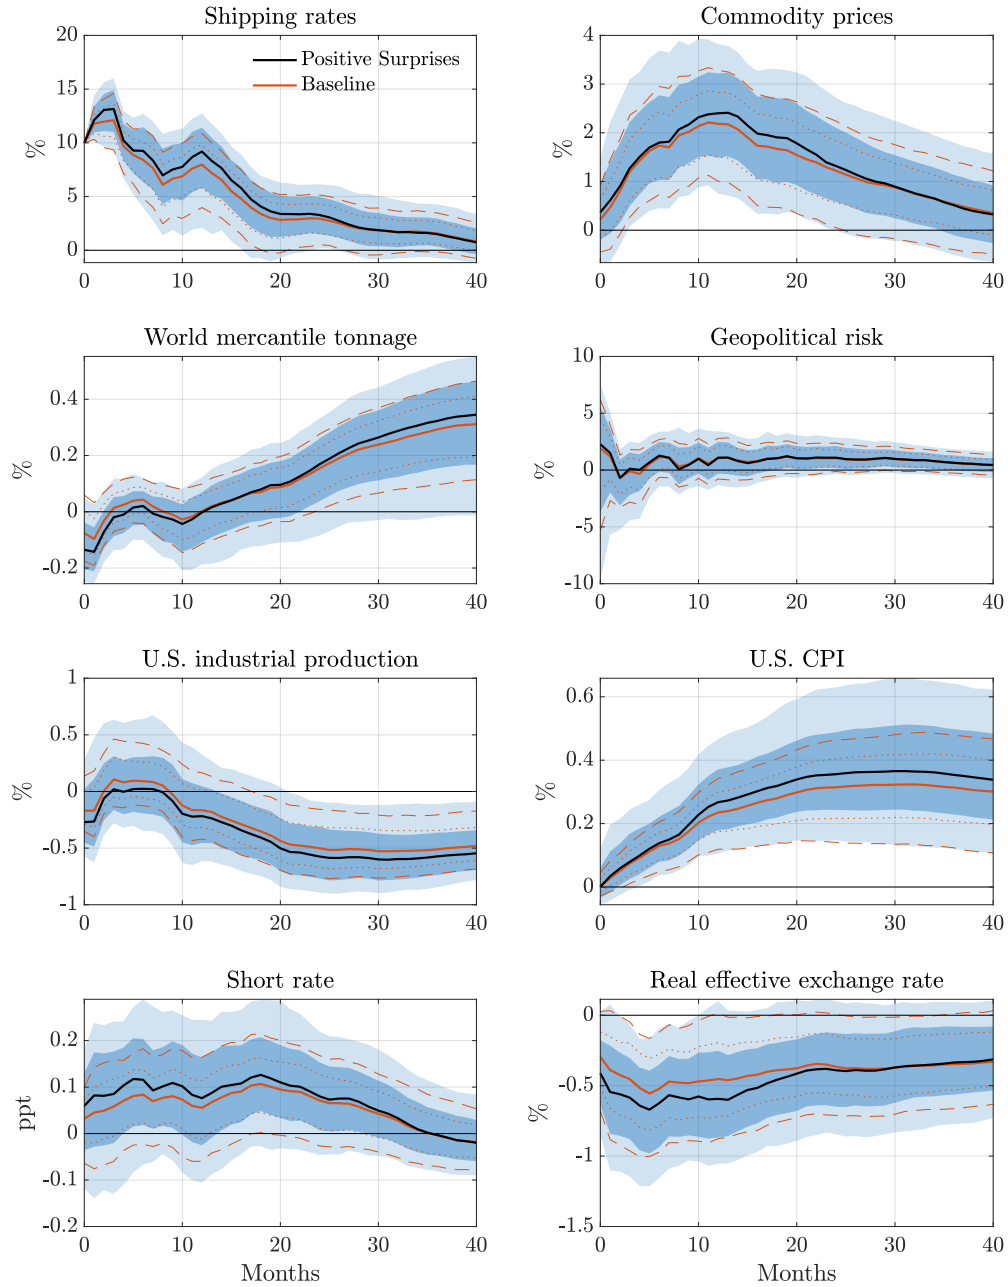 Shipping rates
20
15
10
5
0
%
0 10 20 30 40
Positive Surprises
Baseline
Commodity prices
4
3
2
1
0
%
0 10 20 30 40
World mercantile tonnage
0.4
0.2
0
-0.2
%
0 10 20 30 40
Geopolitical risk
10
5
0
-5
-10
%
0 10 20 30 40
U.S. industrial production
1
0.5
0
-0.5
-1
%
0 10 20 30 40
U.S. CPI
0.6
0.4
0.2
0
%
0 10 20 30 40
Short rate
0.2
0.1
0
-0.1
-0.2
ppt
0 10 20 30 40
Months
Real effective exchange rate
0
-0.5
-1
-1.5
%
0 10 20 30 40
Months